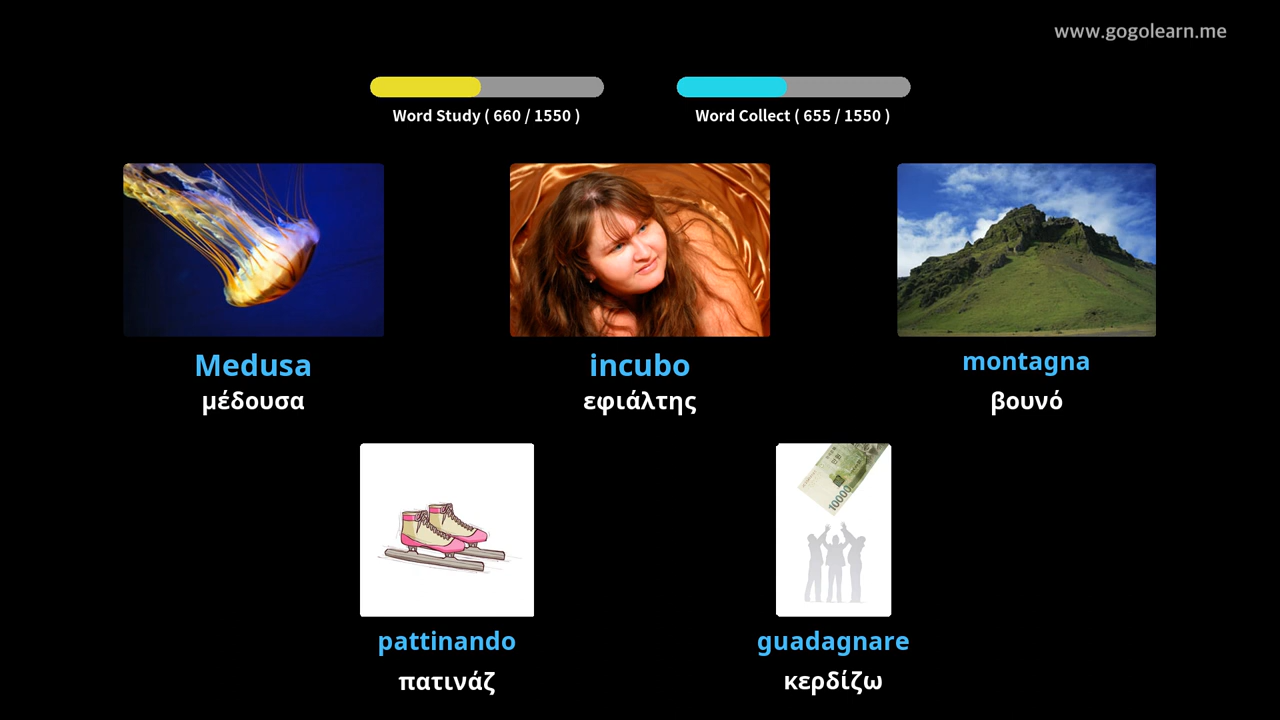 www.gogolearn.me
Word Study ( 660 / 1550 )
Word Collect ( 655 / 1550 )
Medusa
μέδουσα
incubo
εφιάλτης
montagna
βουνό
10000
pattinando
πατινάζ
guadagnare
κερδίζω